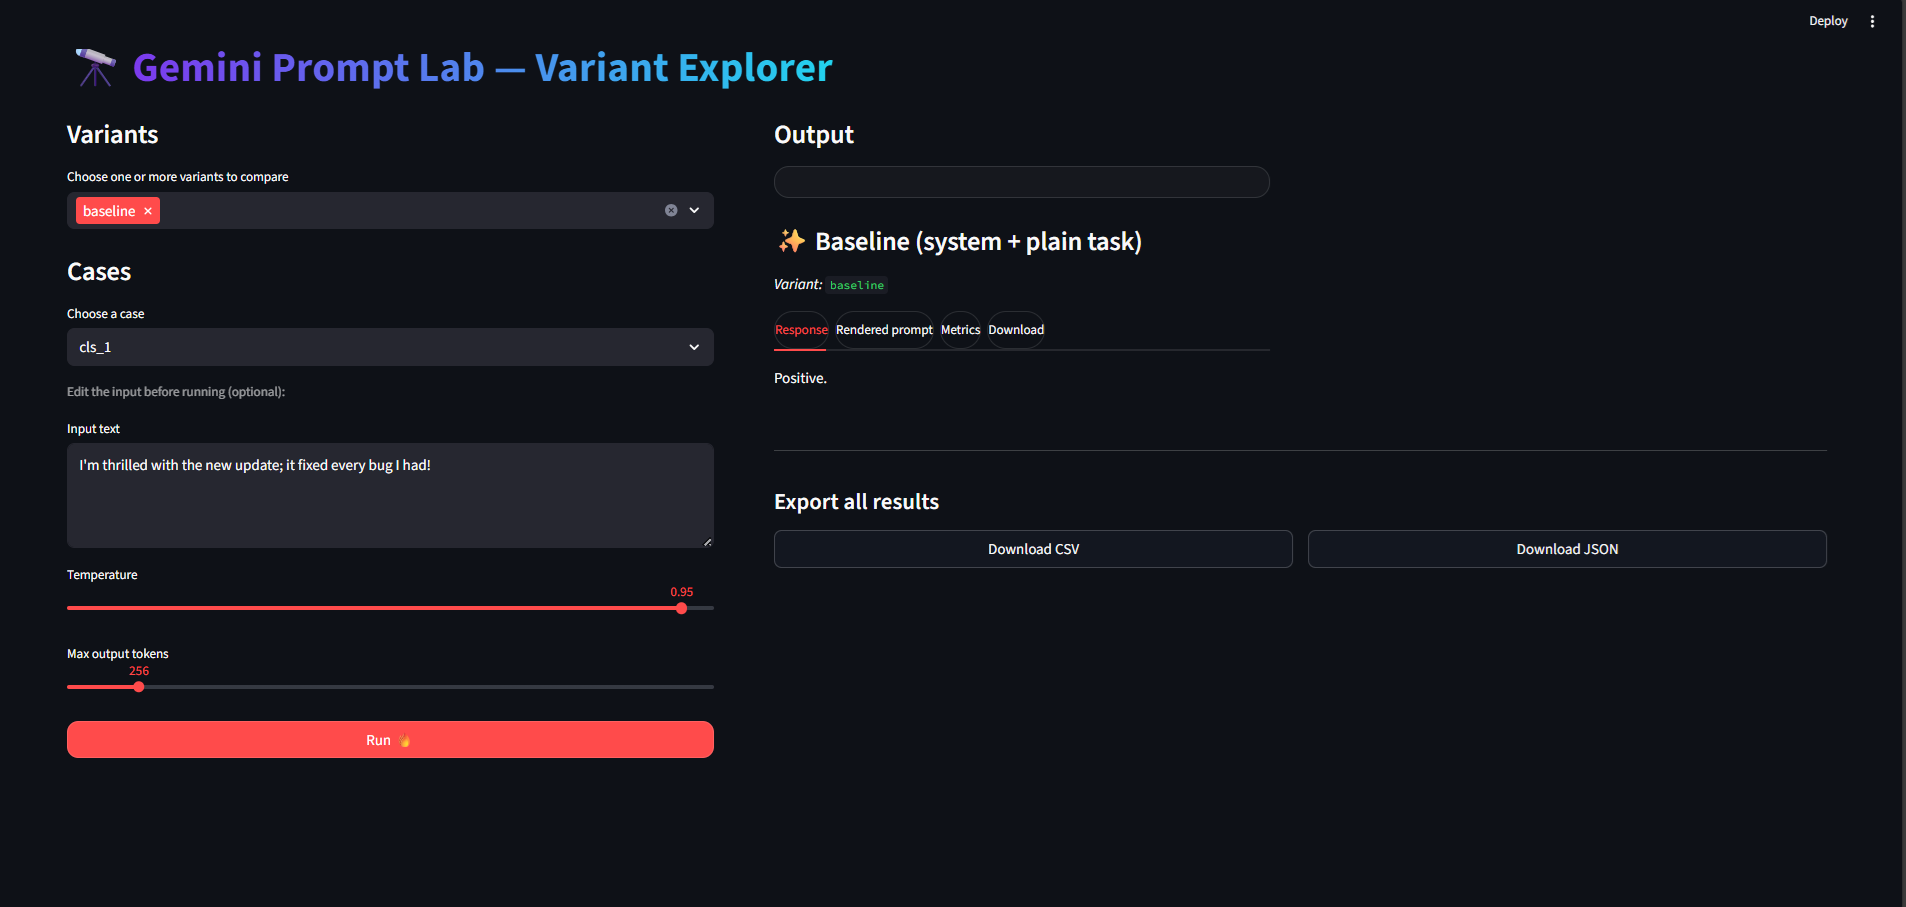 Deploy
Gemini Prompt Lab — Variant Explorer
Variants
Choose one or more variants to compare
baseline
Cases
Choose a case
cls_1
Edit the input before running (optional):
Input text
I'm thrilled with the new update; it fixed every bug I had!
Temperature
0.95
Max output tokens
256
Run
Output
Baseline (system + plain task)
Variant: baseline
Response Rendered prompt Metrics Download
Positive.
Export all results
Download CSV Download JSON